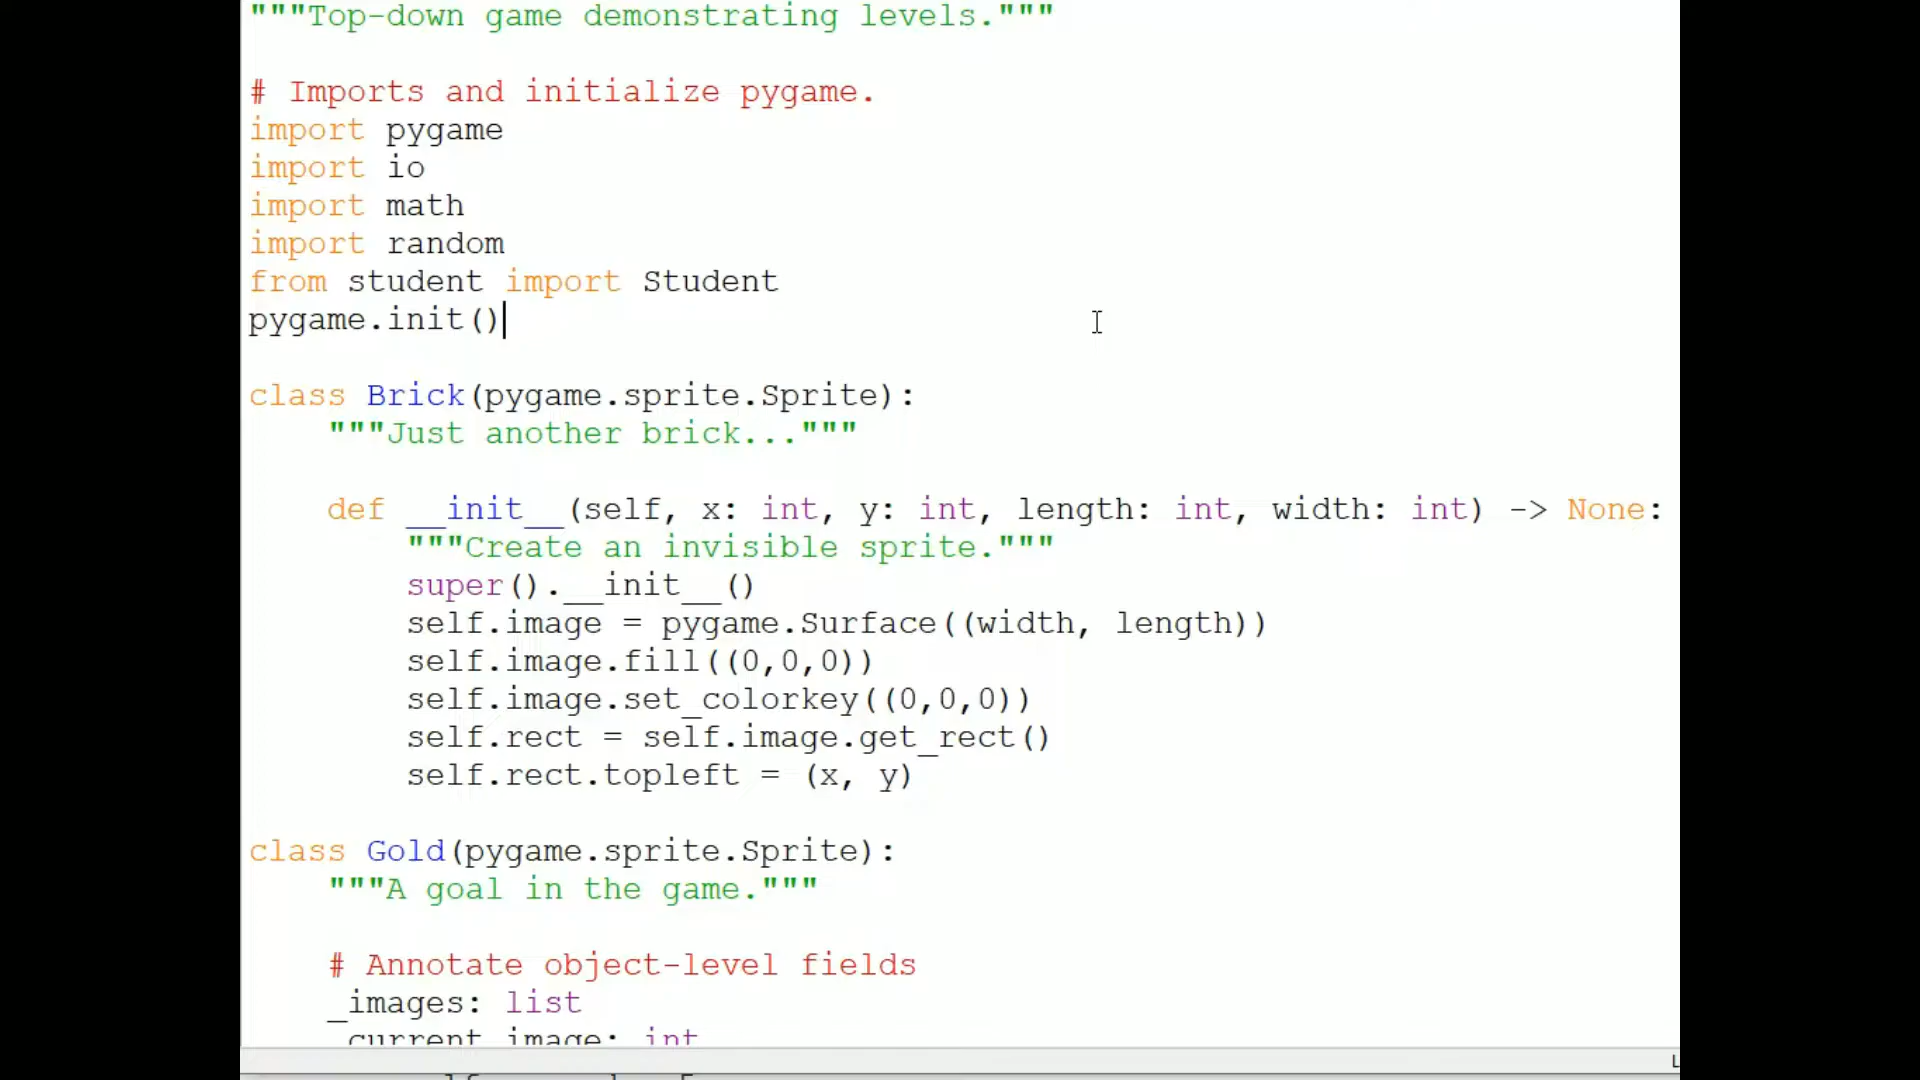 """Top-down game demonstrating levels."""
# Imports and initialize pygame.
import pygame
import io
import math
import random
from student import Student
pygame.init()
class Brick(pygame.sprite.Sprite):
    """Just another brick..."""
    def __init__(self, x: int, y: int, length: int, width: int) -> None:
        """Create an invisible sprite."""
        super().__init__()
        self.image = pygame.Surface((width, length))
        self.image.fill((0,0,0))
        self.image.set_colorkey((0,0,0))
        self.rect = self.image.get_rect()
        self.rect.topleft = (x, y)
class Gold(pygame.sprite.Sprite):
    """A goal in the game."""
    # Annotate object-level fields
    _images: list
    _current_image: int